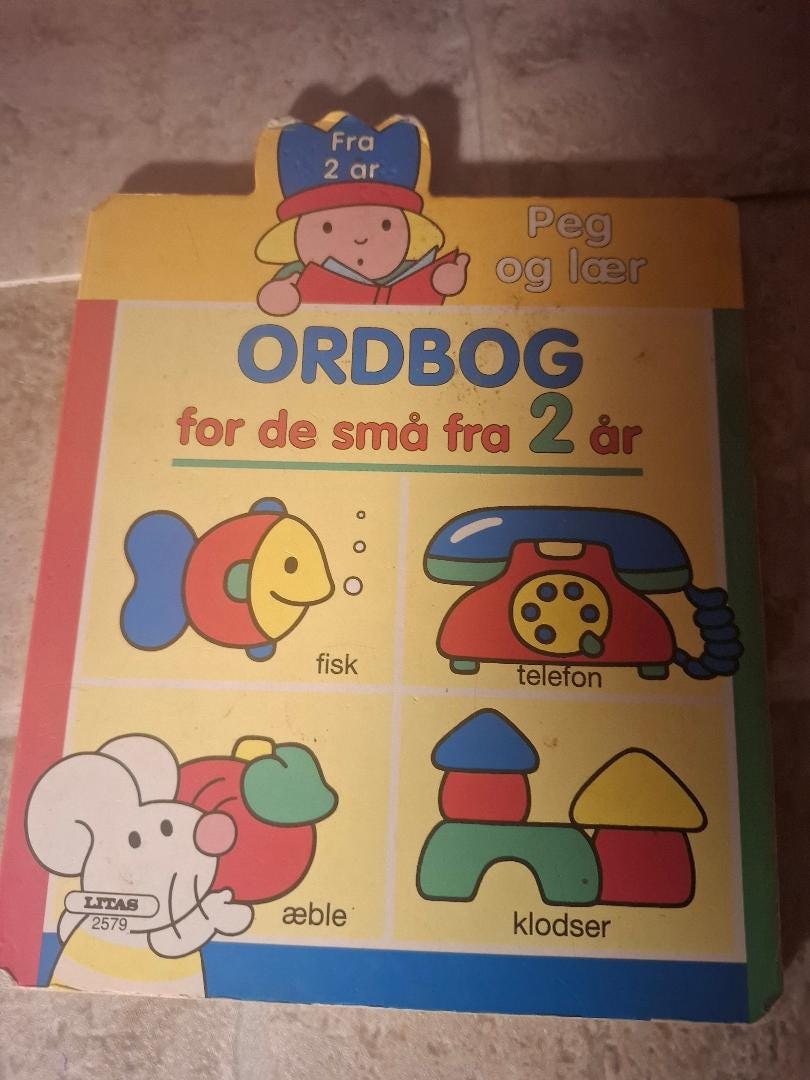 Fra
2 år
Peg
og lær
ORDBOG
for de små fra 2 år
fisk
telefon
æble
klodser
LITAS
2579